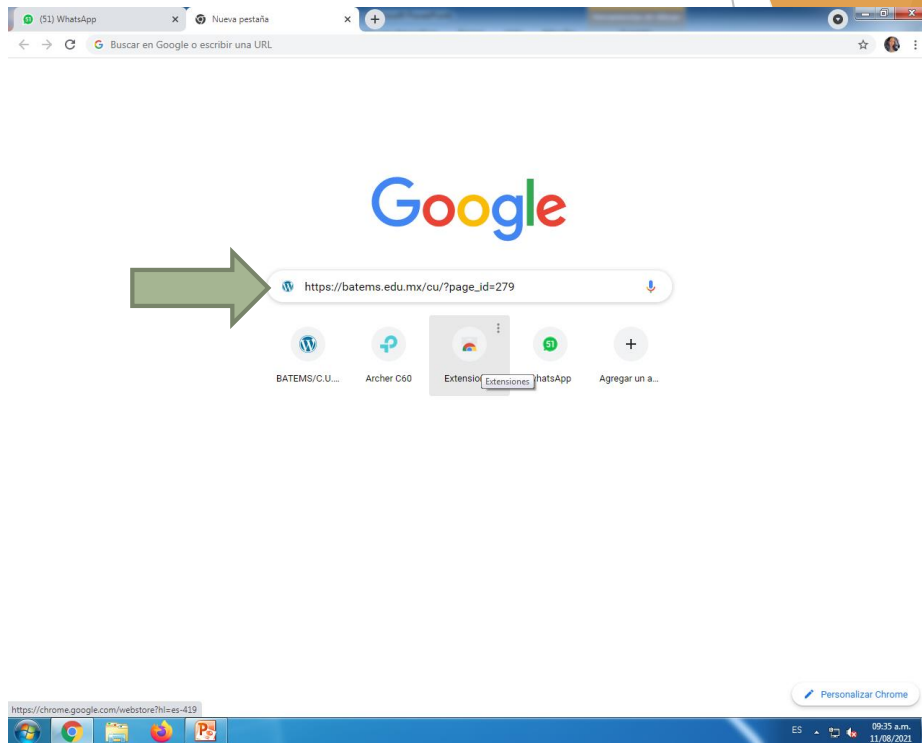 (51) WhatsApp
Nueva pestaña
Buscar en Google o escribir una URL
Google
https://batems.edu.mx/cu/?page_id=279
51
BATEMS/C.U....
Archer C60
Extensiones
WhatsApp
Agregar un a...
Personalizar Chrome
https://chrome.google.com/webstore?hl=es-419
ES
09:35 a.m.
11/08/2021